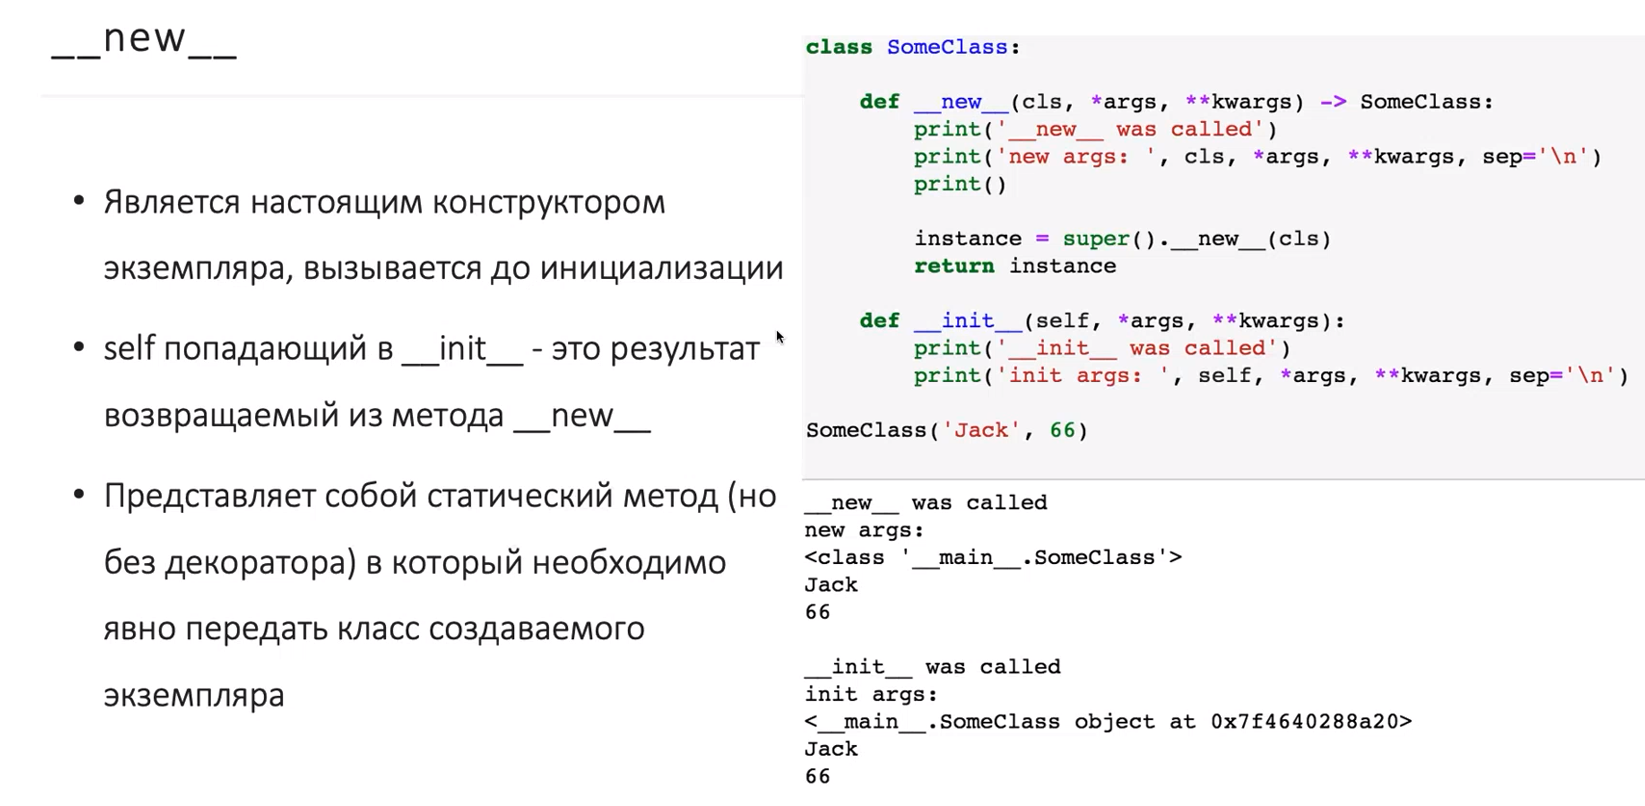 __new__
• Является настоящим конструктором
экземпляра, вызывается до инициализации
• self попадающий в __init__ - это результат
возвращаемый из метода __new__
• Представляет собой статический метод (но
без декоратора) в который необходимо
явно передать класс создаваемого
экземпляра
class SomeClass:
    def __new__(cls, *args, **kwargs) -> SomeClass:
        print('__new__ was called')
        print('new args: ', cls, *args, **kwargs, sep='\n')
        print()
        instance = super().__new__(cls)
        return instance
    def __init__(self, *args, **kwargs):
        print('__init__ was called')
        print('init args: ', self, *args, **kwargs, sep='\n')
SomeClass('Jack', 66)
__new__ was called
new args:
<class '__main__.SomeClass'>
Jack
66
__init__ was called
init args:
<__main__.SomeClass object at 0x7f4640288a20>
Jack
66